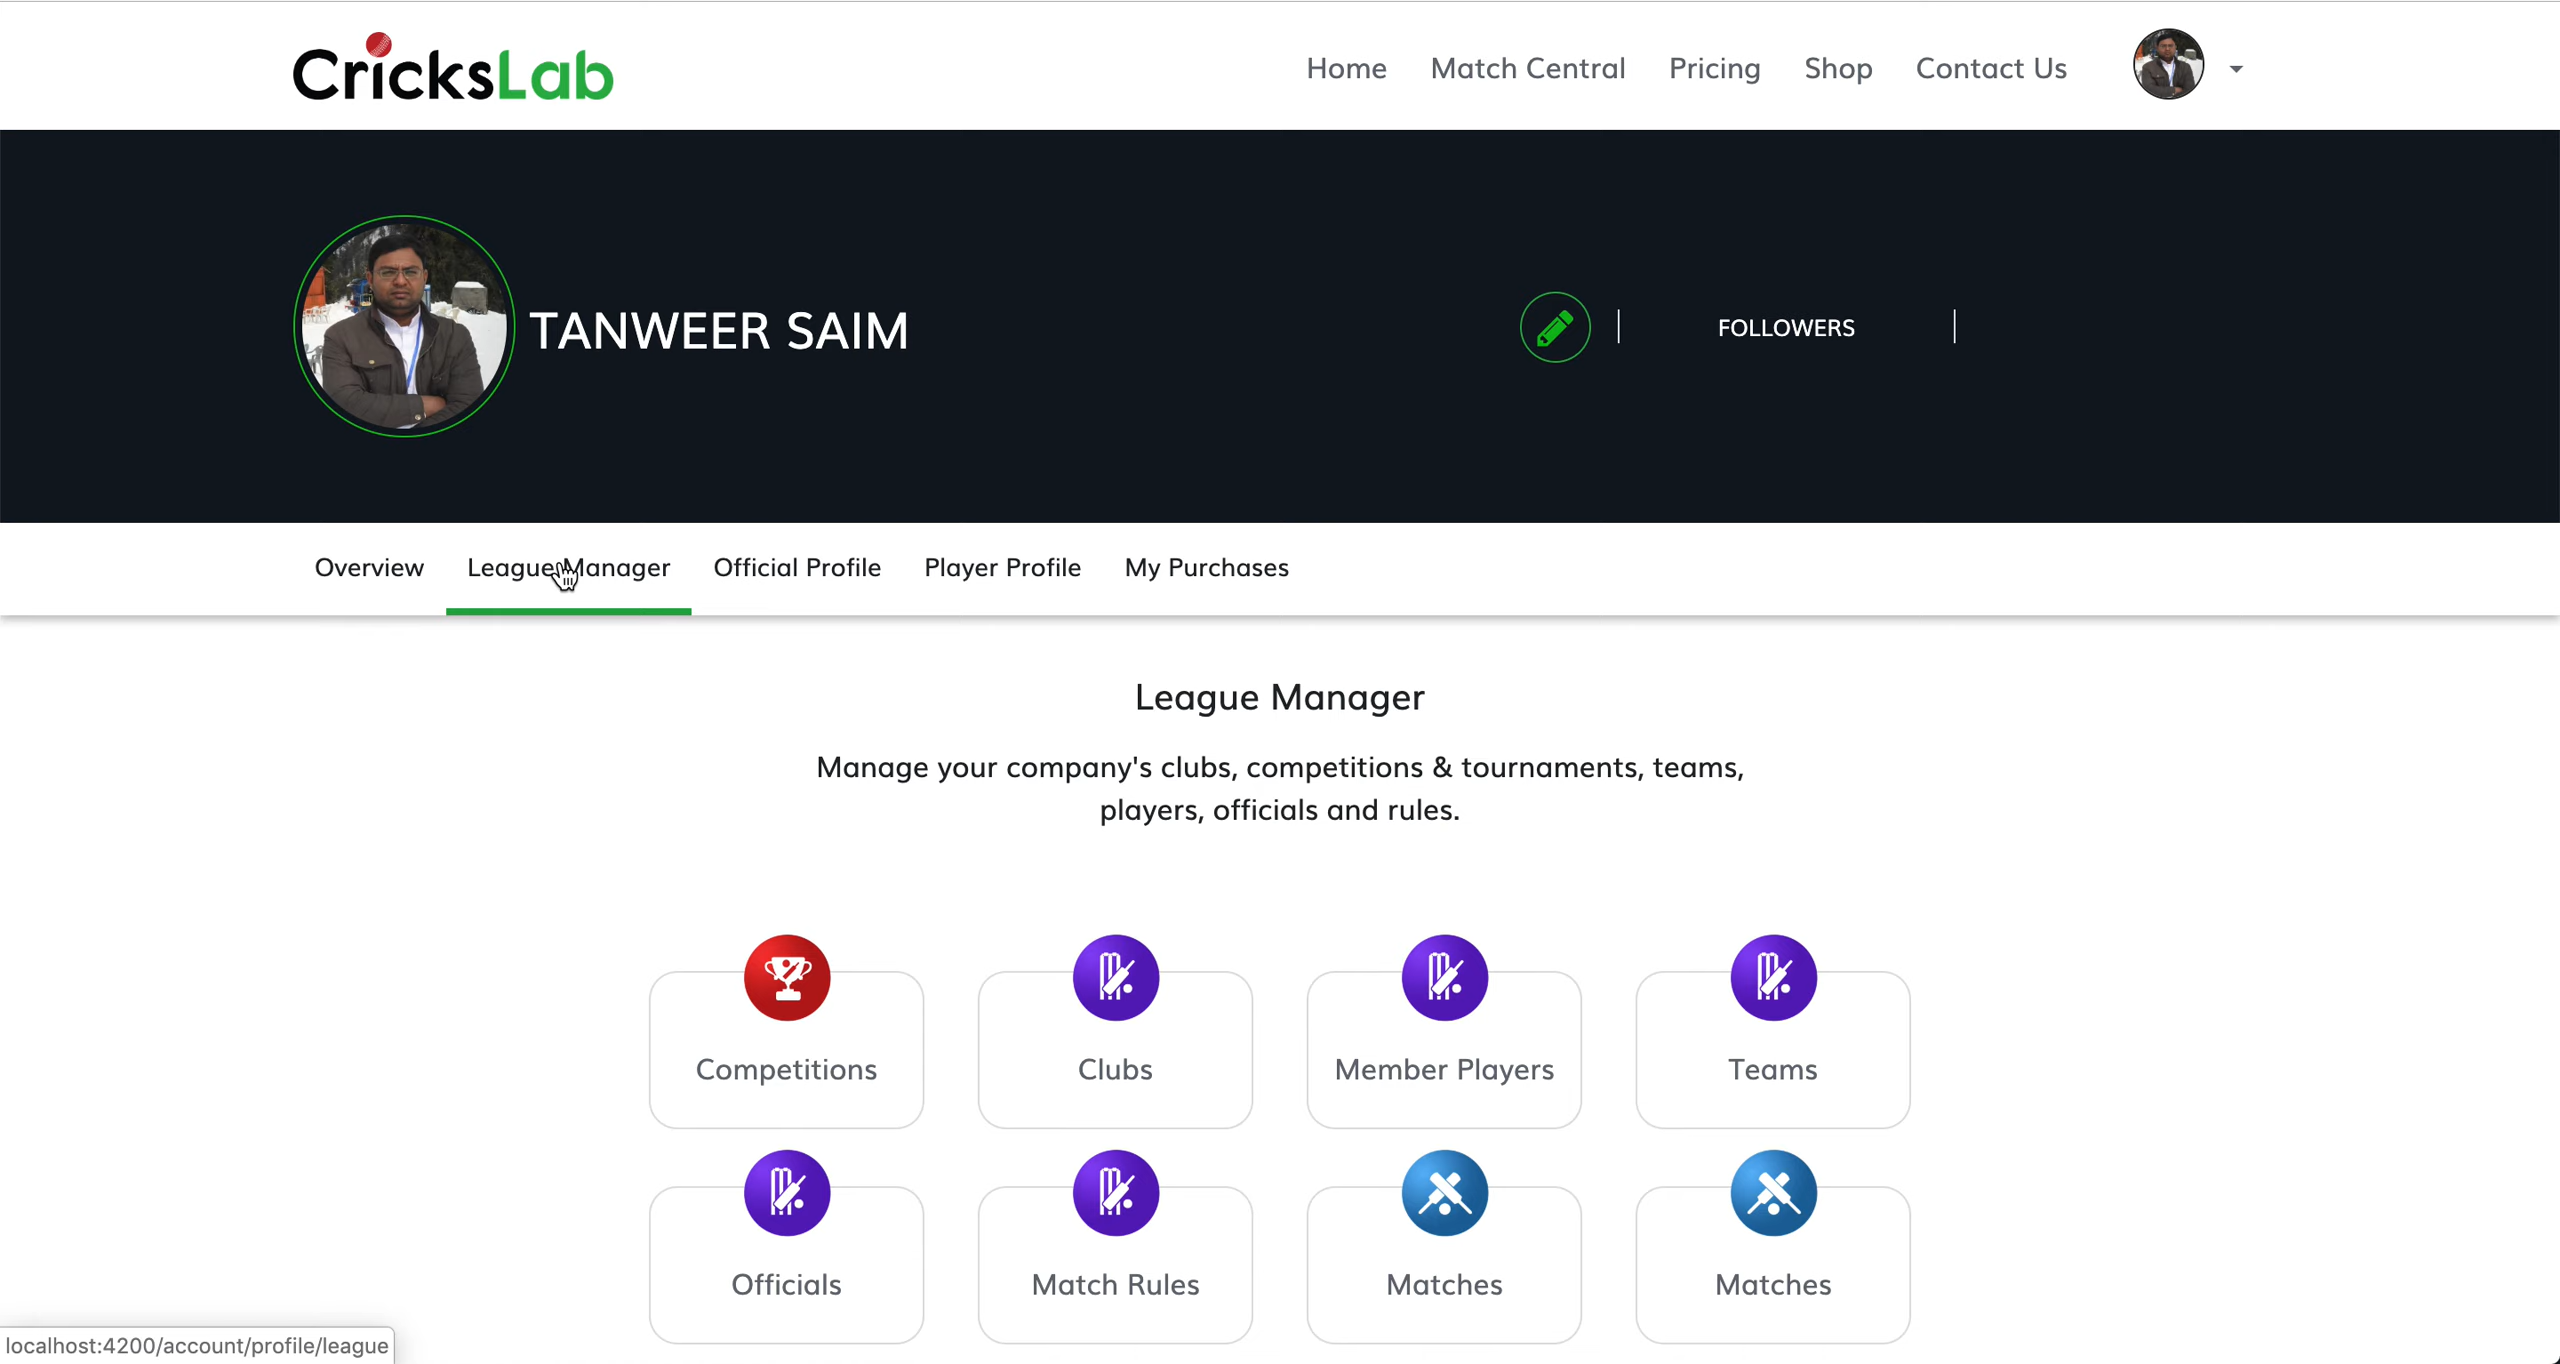 CricksLab
Home Match Central Pricing Shop Contact Us
TANWEER SAIM
FOLLOWERS
Overview League Manager Official Profile Player Profile My Purchases
League Manager
Manage your company's clubs, competitions & tournaments, teams,
players, officials and rules.
Competitions Clubs Member Players Teams
Officials Match Rules Matches Matches
localhost:4200/account/profile/league